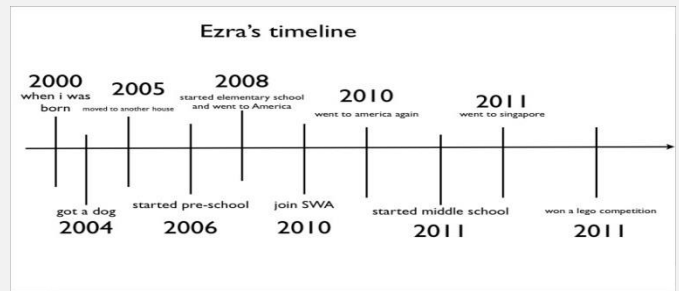 Ezra's timeline
2000
when i was
born
2005
moved to another house
2008
started elementary school
and went to America
2010
went to america again
2011
went to singapore
got a dog
2004
started pre-school
2006
join SWA
2010
started middle school
2011
won a lego competition
2011